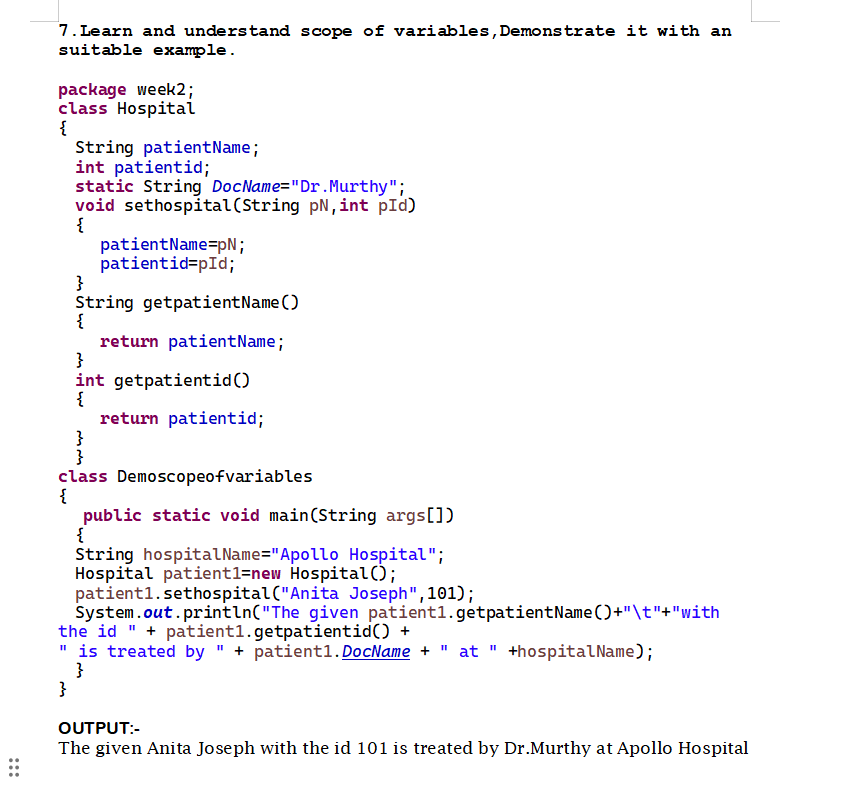 7.Learn and understand scope of variables,Demonstrate it with an
suitable example.
package week2;
class Hospital
{
String patientName;
int patientid;
static String DocName="Dr.Murthy";
void sethospital(String pN,int pId)
{
patientName=pN;
patientid=pId;
}
String getpatientName()
{
return patientName;
}
int getpatientid()
{
return patientid;
}
}
class Demoscopeofvariables
{
public static void main(String args[])
{
String hospitalName="Apollo Hospital";
Hospital patient1=new Hospital();
patient1.sethospital("Anita Joseph",101);
System.out.println("The given patient1.getpatientName()+"\t"+"with
the id " + patient1.getpatientid() +
" is treated by " + patient1.DocName + " at " +hospitalName);
}
}
OUTPUT:-
The given Anita Joseph with the id 101 is treated by Dr.Murthy at Apollo Hospital